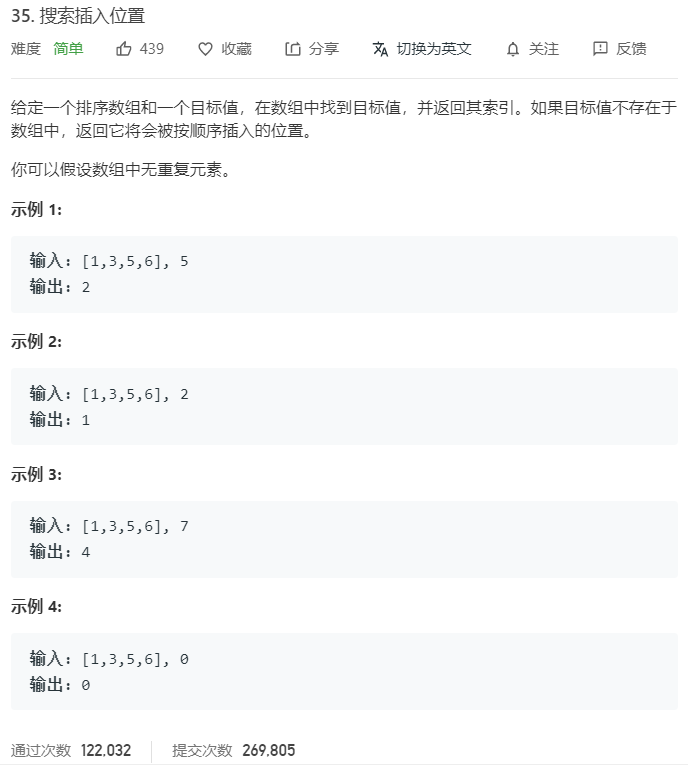 35. 搜索插入位置
难度 简单 439 收藏 分享 切换为英文 关注 反馈
给定一个排序数组和一个目标值，在数组中找到目标值，并返回其索引。如果目标值不存在于
数组中，返回它将会被按顺序插入的位置。
你可以假设数组中无重复元素。
示例 1:
输入: [1,3,5,6], 5
输出: 2
示例 2:
输入: [1,3,5,6], 2
输出: 1
示例 3:
输入: [1,3,5,6], 7
输出: 4
示例 4:
输入: [1,3,5,6], 0
输出: 0
通过次数 122,032 提交次数 269,805